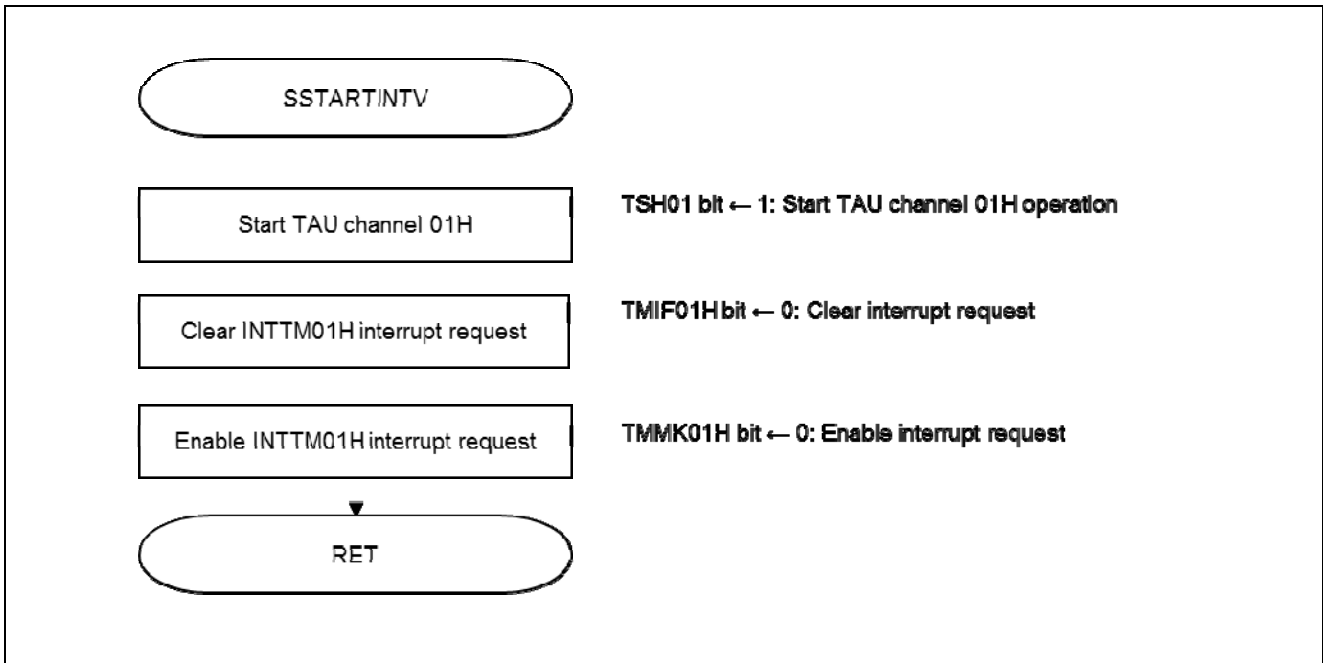 SSTARTINTV
Start TAU channel 01H
TSH01 bit ← 1: Start TAU channel 01H operation
Clear INTTM01H interrupt request
TMIF01H bit ← 0: Clear interrupt request
Enable INTTM01H interrupt request
TMMK01H bit ← 0: Enable interrupt request
RET